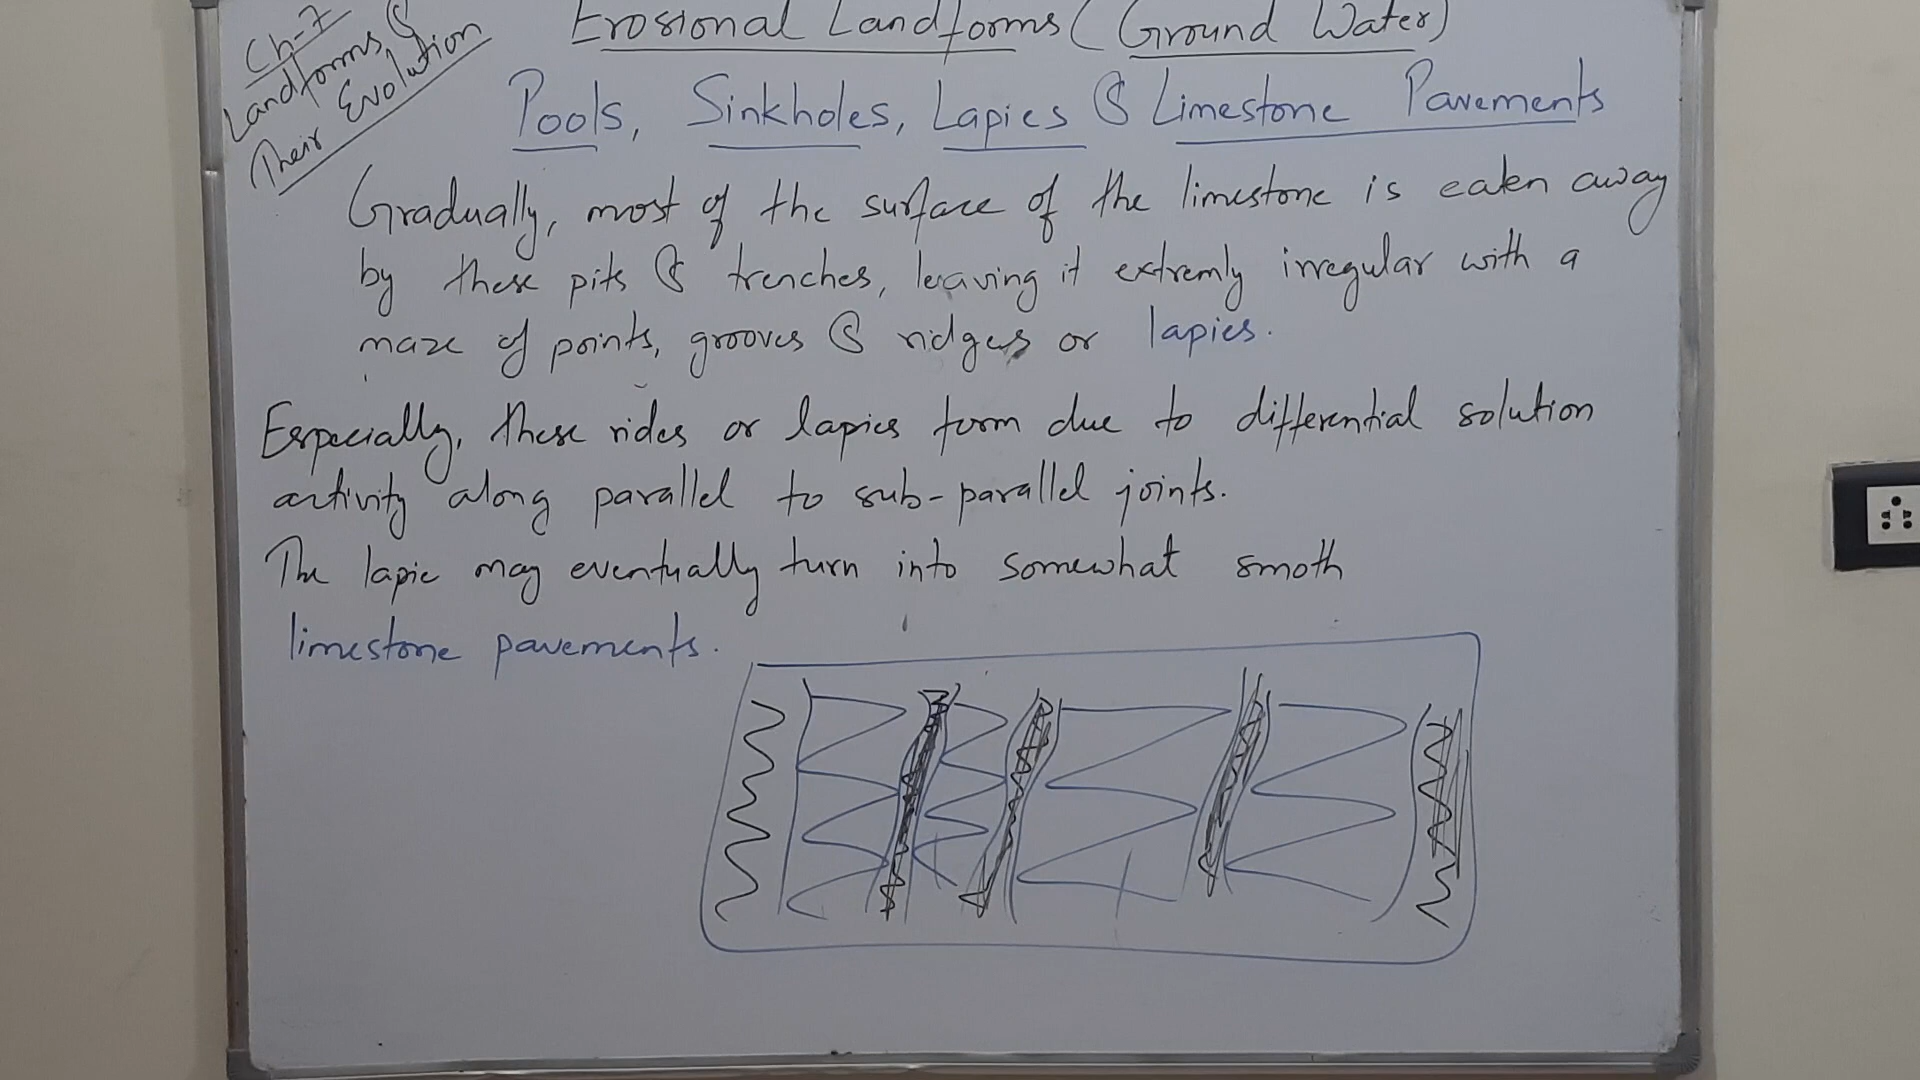 Ch-7
Landforms &
Their Evolution
Erosional Landforms (Ground Water)
Pools, Sinkholes, Lapies & Limestone Pavements
Gradually, most of the surface of the limestone is eaten away
by these pits & trenches, leaving it extremly irregular with a
maze of points, grooves & ridges or lapies.
Especially, these rides or lapies form due to differential solution
activity along parallel to sub-parallel joints.
The lapie may eventually turn into somewhat smoth
limestone pavements.